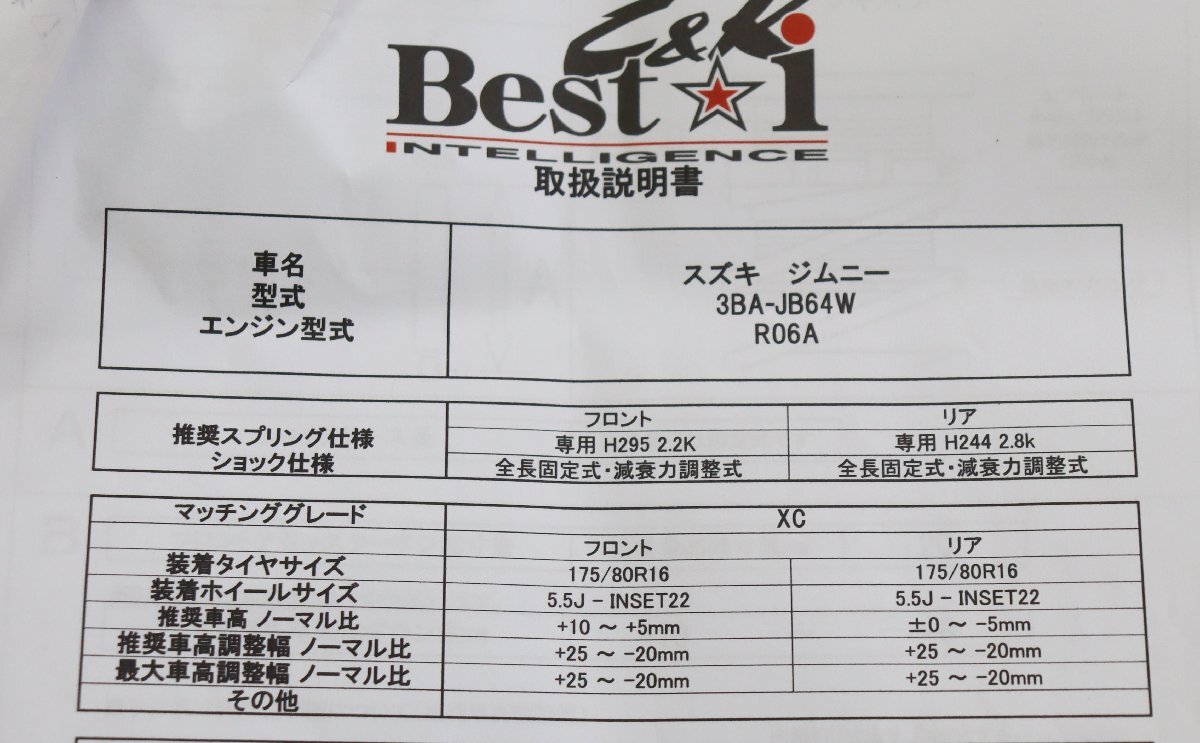 C&K
Best☆i
INTELLIGENCE
取扱説明書
車名 スズキ ジムニー
型式 3BA-JB64W
エンジン型式 R06A
フロント リア
推奨スプリング仕様 専用 H295 2.2K 専用 H244 2.8k
ショック仕様 全長固定式・減衰力調整式 全長固定式・減衰力調整式
マッチンググレード XC
フロント リア
装着タイヤサイズ 175/80R16 175/80R16
装着ホイールサイズ 5.5J - INSET22 5.5J - INSET22
推奨車高 ノーマル比 +10 ～ +5mm ±0 ～ -5mm
推奨車高調整幅 ノーマル比 +25 ～ -20mm +25 ～ -20mm
最大車高調整幅 ノーマル比 +25 ～ -20mm +25 ～ -20mm
その他